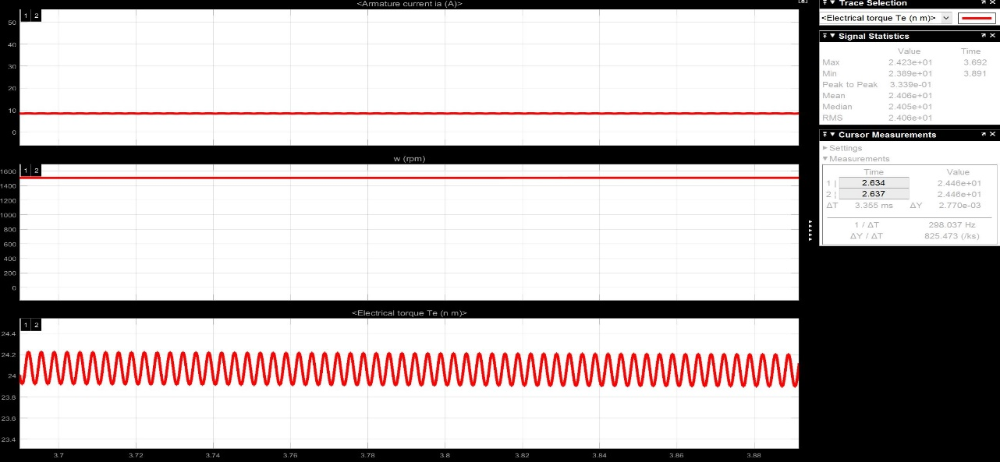 <Armature current ia (A)>
1 2
50
40
30
20
10
0
w (rpm)
1 2
1600
1400
1200
1000
800
600
400
200
0
<Electrical torque Te (n m)>
1 2
24.4
24.2
24
23.8
23.6
23.4
3.7 3.72 3.74 3.76 3.78 3.8 3.82 3.84 3.86 3.88
Trace Selection
<Electrical torque Te (n m)>
Signal Statistics
Value Time
Max 2.423e+01 3.692
Min 2.389e+01 3.891
Peak to Peak 3.339e-01
Mean 2.406e+01
Median 2.405e+01
RMS 2.406e+01
Cursor Measurements
Settings
Measurements
Time Value
1 | 2.634 2.446e+01
2 ¦ 2.637 2.446e+01
ΔT 3.355 ms ΔY 2.770e-03
1 / ΔT 298.037 Hz
ΔY / ΔT 825.473 (/ks)